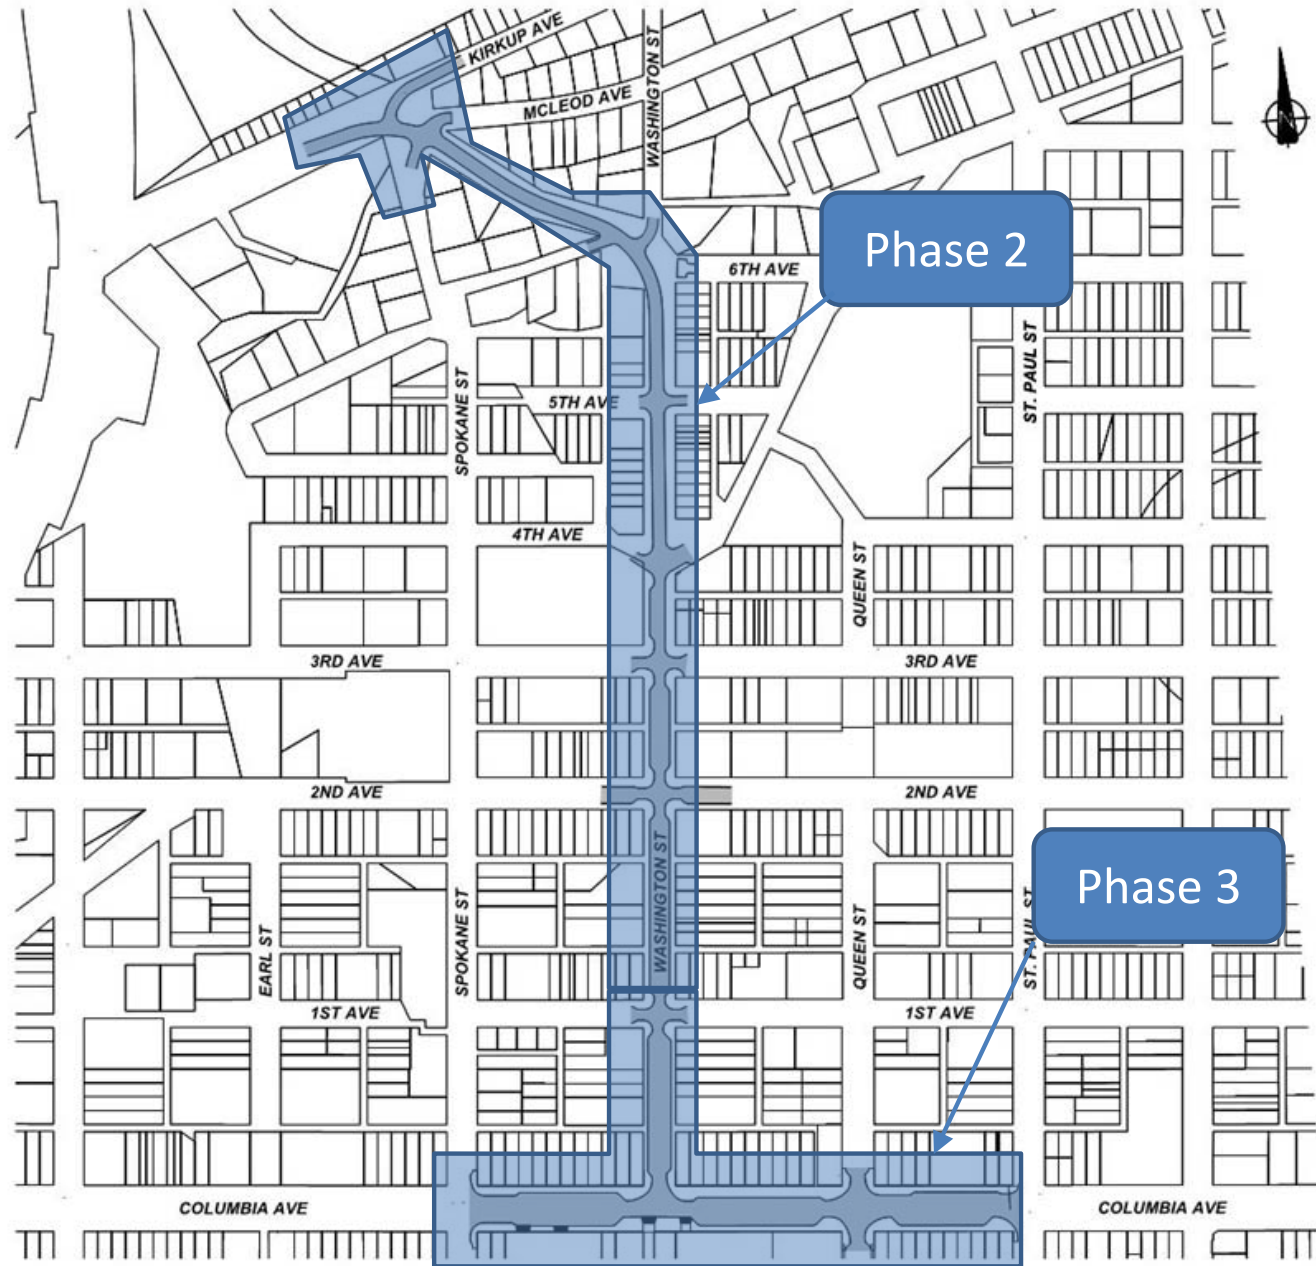 KIRKUP AVE
WASHINGTON ST
MCLEOD AVE
Phase 2
6TH AVE
ST. PAUL ST
SPOKANE ST
5TH AVE
4TH AVE
QUEEN ST
3RD AVE
3RD AVE
2ND AVE
2ND AVE
Phase 3
WASHINGTON ST
EARL ST
SPOKANE ST
QUEEN ST
ST. PAUL ST
1ST AVE
1ST AVE
COLUMBIA AVE
COLUMBIA AVE